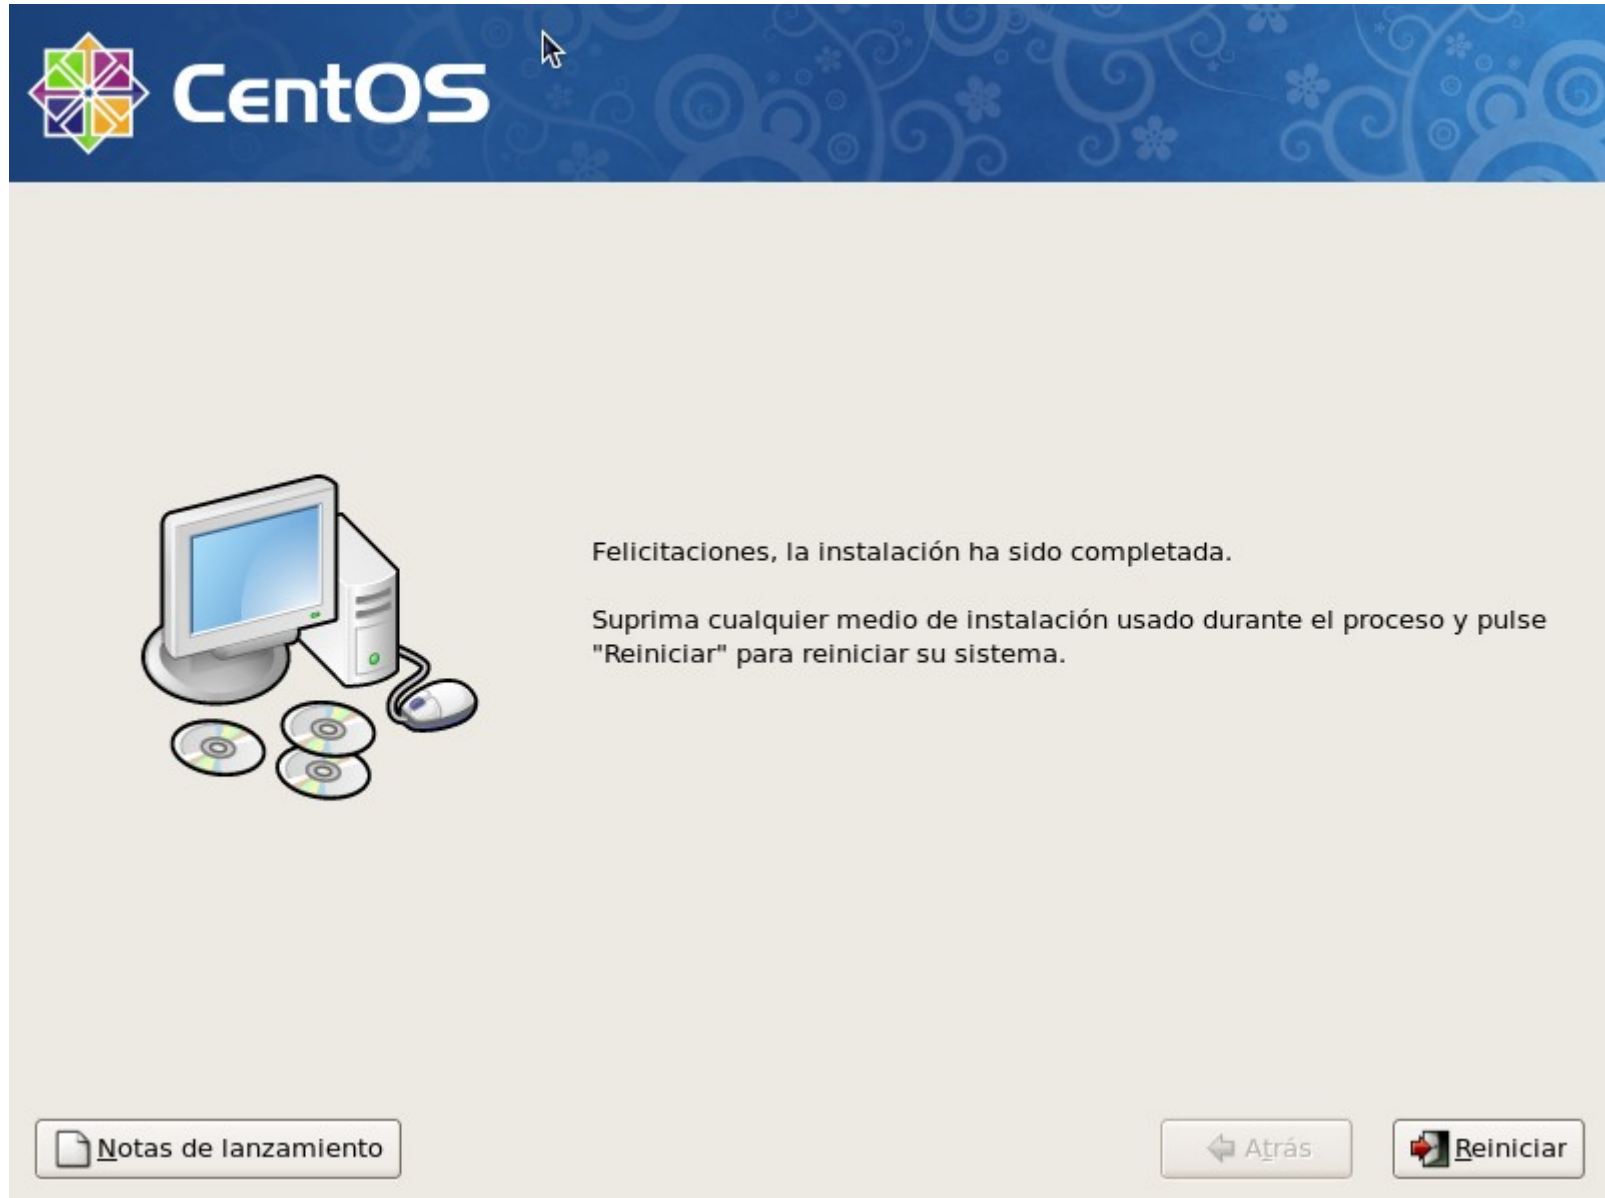 CentOS
Felicitaciones, la instalación ha sido completada.
Suprima cualquier medio de instalación usado durante el proceso y pulse
"Reiniciar" para reiniciar su sistema.
Notas de lanzamiento
Atrás
Reiniciar